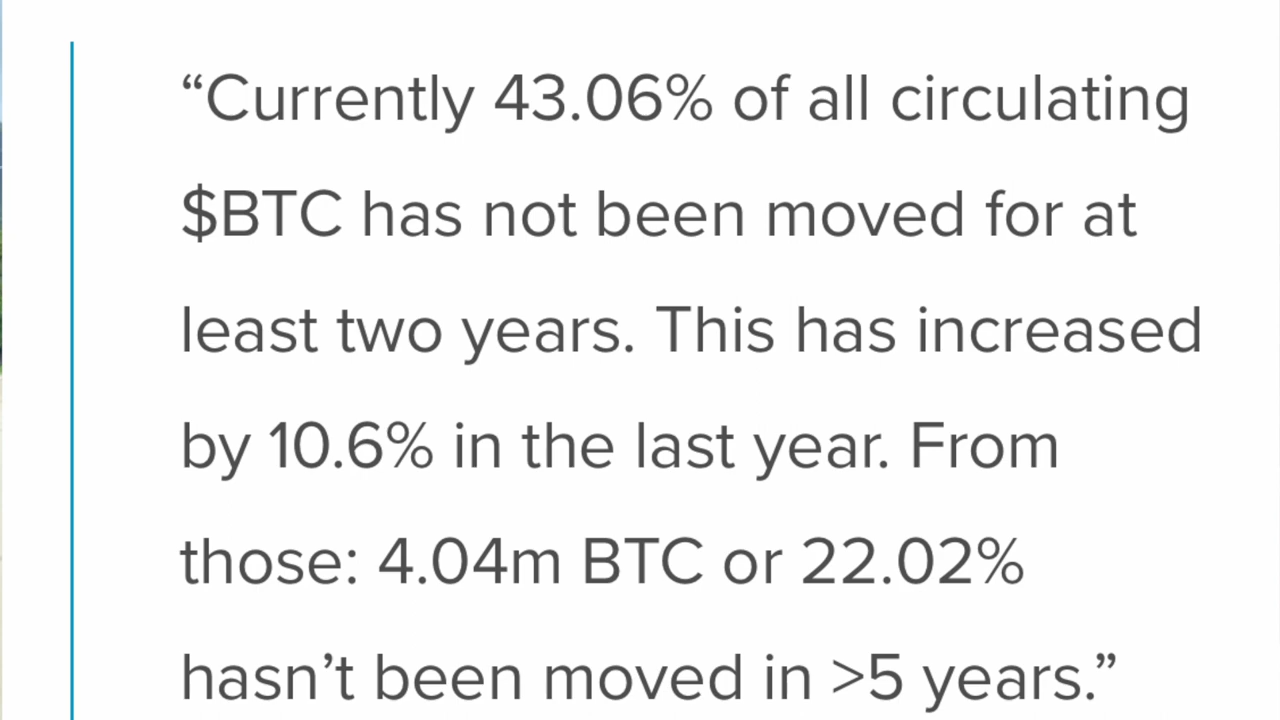 “Currently 43.06% of all circulating
$BTC has not been moved for at
least two years. This has increased
by 10.6% in the last year. From
those: 4.04m BTC or 22.02%
hasn’t been moved in >5 years.”